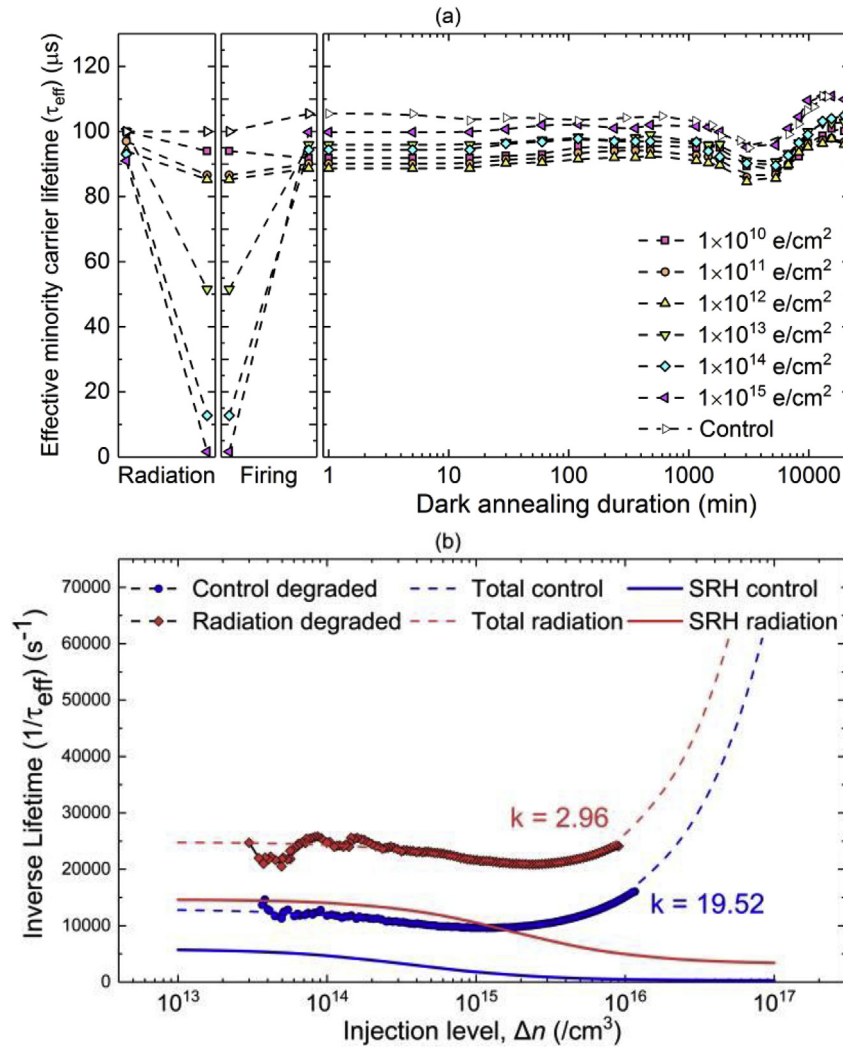 (a)
Effective minority carrier lifetime (τeff) (μs)
120
100
80
60
40
20
0
1×10^10 e/cm^2
1×10^11 e/cm^2
1×10^12 e/cm^2
1×10^13 e/cm^2
1×10^14 e/cm^2
1×10^15 e/cm^2
Control
Radiation
Firing
1
10
100
1000
10000
Dark annealing duration (min)
(b)
Inverse Lifetime (1/τeff) (s^-1)
70000
60000
50000
40000
30000
20000
10000
0
Control degraded
Total control
SRH control
Radiation degraded
Total radiation
SRH radiation
k = 2.96
k = 19.52
10^13
10^14
10^15
10^16
10^17
Injection level, Δn (/cm^3)